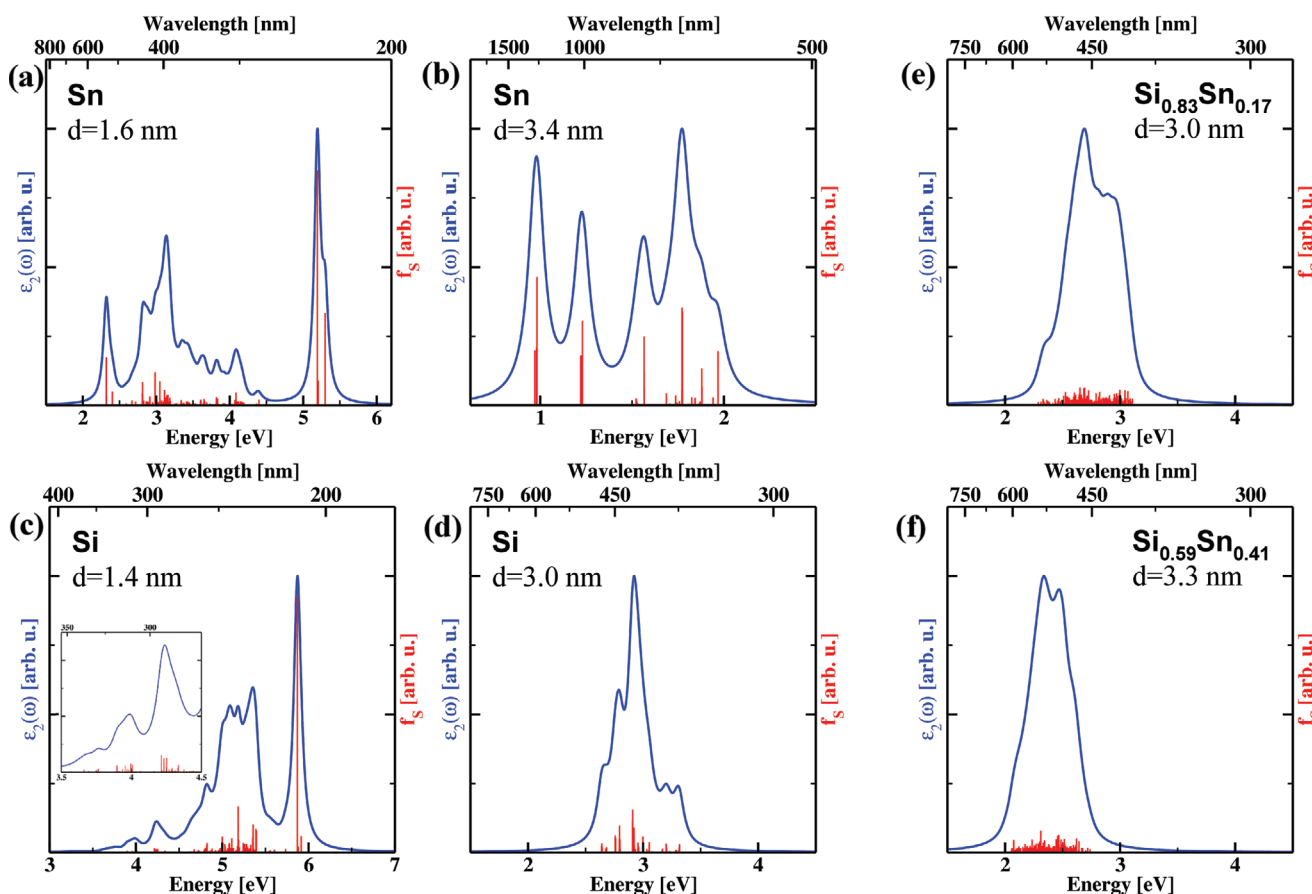 Wavelength [nm]
800 600 400 200
(a)
Sn
d=1.6 nm
ε2(ω) [arb. u.]
fS [arb. u.]
2 3 4 5 6
Energy [eV]
Wavelength [nm]
1500 1000 500
(b)
Sn
d=3.4 nm
ε2(ω) [arb. u.]
fS [arb. u.]
1 2
Energy [eV]
Wavelength [nm]
750 600 450 300
(e)
Si0.83Sn0.17
d=3.0 nm
ε2(ω) [arb. u.]
fS [arb. u.]
2 3 4
Energy [eV]
Wavelength [nm]
400 300 200
(c)
Si
d=1.4 nm
350 300
3.5 4 4.5
ε2(ω) [arb. u.]
fS [arb. u.]
3 4 5 6 7
Energy [eV]
Wavelength [nm]
750 600 450 300
(d)
Si
d=3.0 nm
ε2(ω) [arb. u.]
fS [arb. u.]
2 3 4
Energy [eV]
Wavelength [nm]
750 600 450 300
(f)
Si0.59Sn0.41
d=3.3 nm
ε2(ω) [arb. u.]
fS [arb. u.]
2 3 4
Energy [eV]